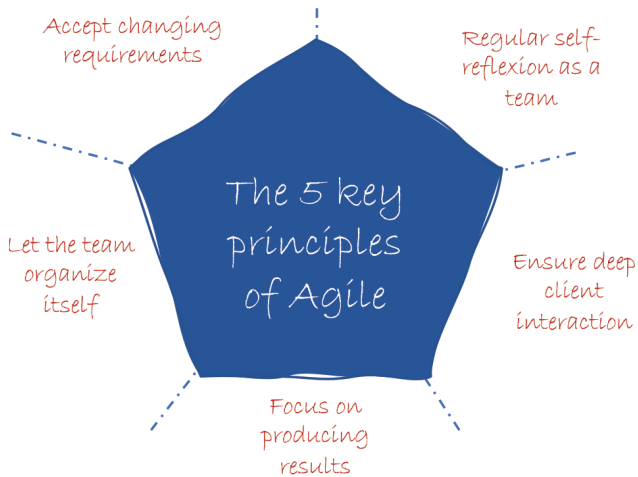 Accept changing
requirements
Regular self-
reflexion as a
team
The 5 key
principles
of Agile
Let the team
organize
itself
Ensure deep
client
interaction
Focus on
producing
results